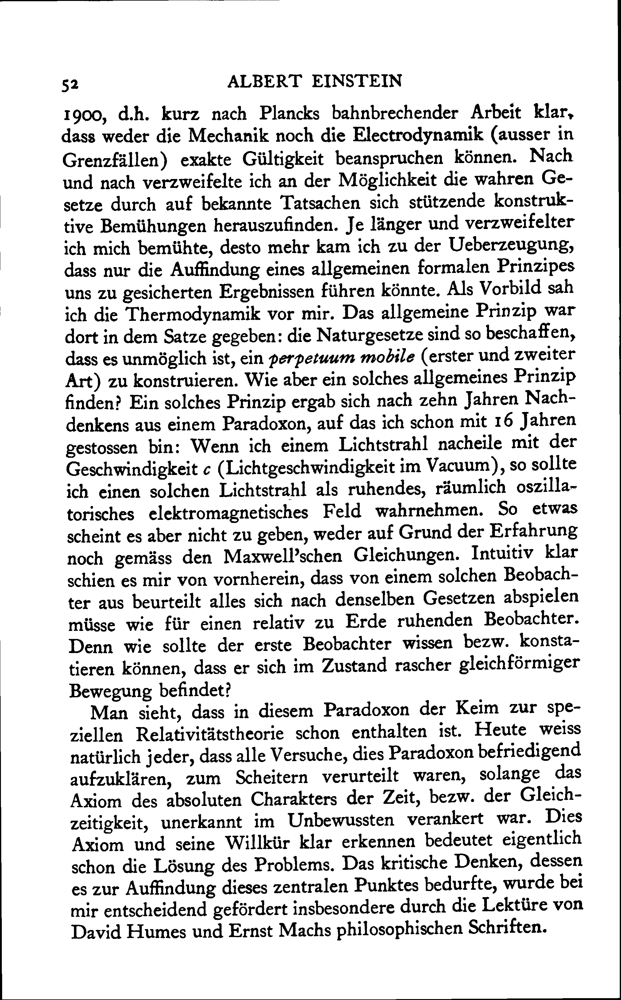 52 ALBERT EINSTEIN
1900, d.h. kurz nach Plancks bahnbrechender Arbeit klar,
dass weder die Mechanik noch die Electrodynamik (ausser in
Grenzfällen) exakte Gültigkeit beanspruchen können. Nach
und nach verzweifelte ich an der Möglichkeit die wahren Ge-
setze durch auf bekannte Tatsachen sich stützende konstruk-
tive Bemühungen herauszufinden. Je länger und verzweifelter
ich mich bemühte, desto mehr kam ich zu der Ueberzeugung,
dass nur die Auffindung eines allgemeinen formalen Prinzipes
uns zu gesicherten Ergebnissen führen könnte. Als Vorbild sah
ich die Thermodynamik vor mir. Das allgemeine Prinzip war
dort in dem Satze gegeben: die Naturgesetze sind so beschaffen,
dass es unmöglich ist, ein perpetuum mobile (erster und zweiter
Art) zu konstruieren. Wie aber ein solches allgemeines Prinzip
finden? Ein solches Prinzip ergab sich nach zehn Jahren Nach-
denkens aus einem Paradoxon, auf das ich schon mit 16 Jahren
gestossen bin: Wenn ich einem Lichtstrahl nacheile mit der
Geschwindigkeit c (Lichtgeschwindigkeit im Vacuum), so sollte
ich einen solchen Lichtstrahl als ruhendes, räumlich oszilla-
torisches elektromagnetisches Feld wahrnehmen. So etwas
scheint es aber nicht zu geben, weder auf Grund der Erfahrung
noch gemäss den Maxwell'schen Gleichungen. Intuitiv klar
schien es mir von vornherein, dass von einem solchen Beobach-
ter aus beurteilt alles sich nach denselben Gesetzen abspielen
müsse wie für einen relativ zu Erde ruhenden Beobachter.
Denn wie sollte der erste Beobachter wissen bezw. konsta-
tieren können, dass er sich im Zustand rascher gleichförmiger
Bewegung befindet?
Man sieht, dass in diesem Paradoxon der Keim zur spe-
ziellen Relativitätstheorie schon enthalten ist. Heute weiss
natürlich jeder, dass alle Versuche, dies Paradoxon befriedigend
aufzuklären, zum Scheitern verurteilt waren, solange das
Axiom des absoluten Charakters der Zeit, bezw. der Gleich-
zeitigkeit, unerkannt im Unbewussten verankert war. Dies
Axiom und seine Willkür klar erkennen bedeutet eigentlich
schon die Lösung des Problems. Das kritische Denken, dessen
es zur Auffindung dieses zentralen Punktes bedurfte, wurde bei
mir entscheidend gefördert insbesondere durch die Lektüre von
David Humes und Ernst Machs philosophischen Schriften.